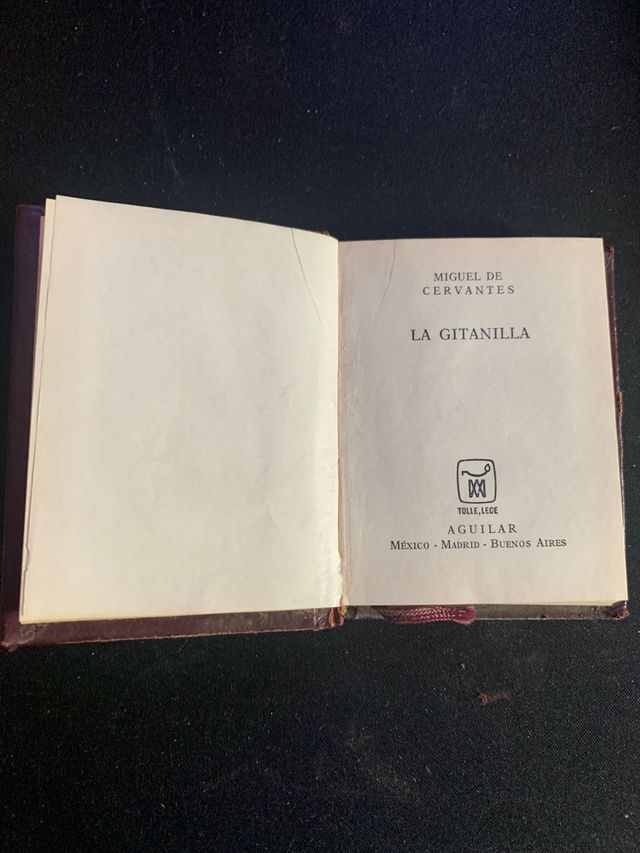 MIGUEL DE
CERVANTES
LA GITANILLA
TOLLE, LEGE
AGUILAR
MÉXICO - MADRID - BUENOS AIRES